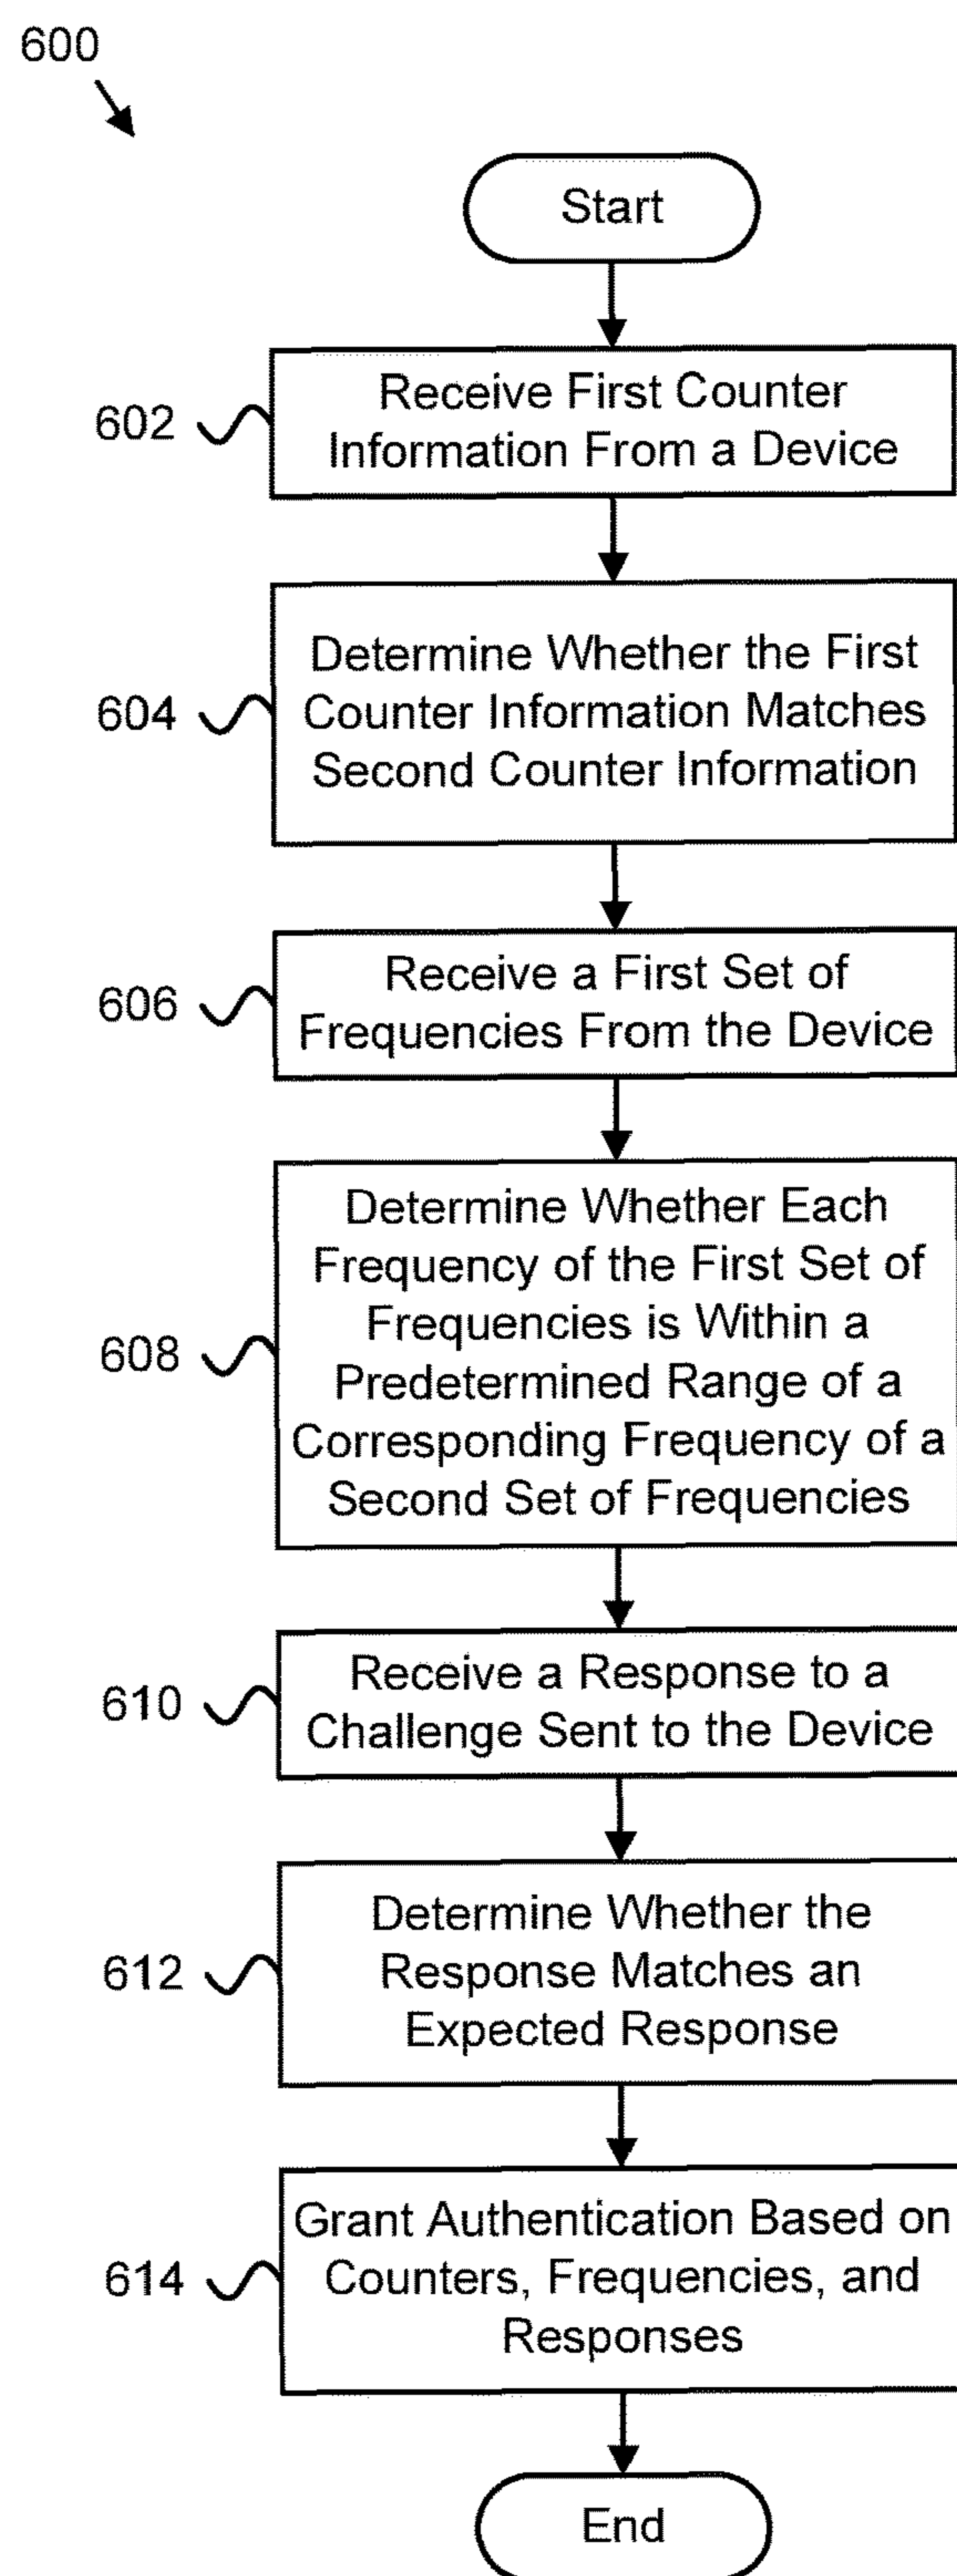 600
Start
602
Receive First Counter
Information From a Device
604
Determine Whether the First
Counter Information Matches
Second Counter Information
606
Receive a First Set of
Frequencies From the Device
608
Determine Whether Each
Frequency of the First Set of
Frequencies is Within a
Predetermined Range of a
Corresponding Frequency of a
Second Set of Frequencies
610
Receive a Response to a
Challenge Sent to the Device
612
Determine Whether the
Response Matches an
Expected Response
614
Grant Authentication Based on
Counters, Frequencies, and
Responses
End